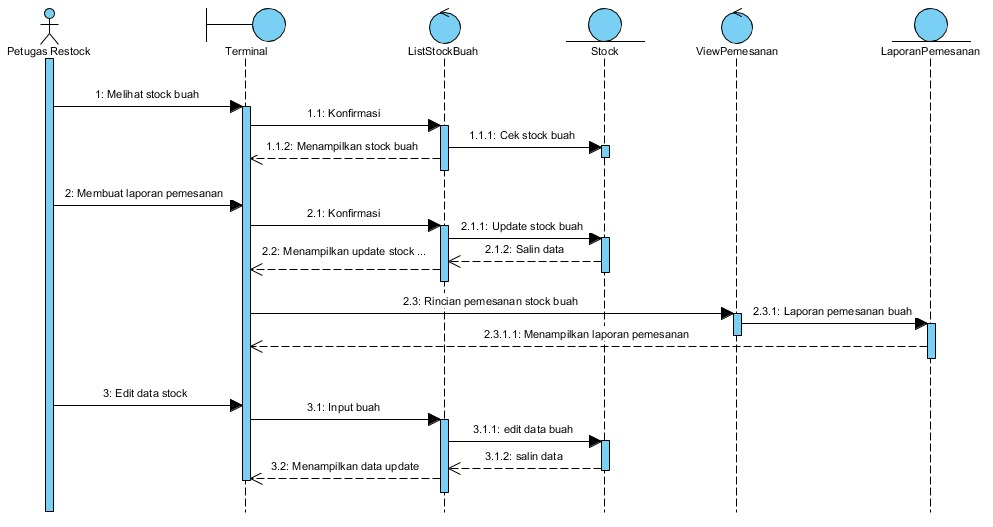 Petugas Restock
Terminal
ListStockBuah
Stock
ViewPemesanan
LaporanPemesanan
1: Melihat stock buah
1.1: Konfirmasi
1.1.1: Cek stock buah
1.1.2: Menampilkan stock buah
2: Membuat laporan pemesanan
2.1: Konfirmasi
2.1.1: Update stock buah
2.1.2: Salin data
2.2: Menampilkan update stock ...
2.3: Rincian pemesanan stock buah
2.3.1: Laporan pemesanan buah
2.3.1.1: Menampilkan laporan pemesanan
3: Edit data stock
3.1: Input buah
3.1.1: edit data buah
3.1.2: salin data
3.2: Menampilkan data update